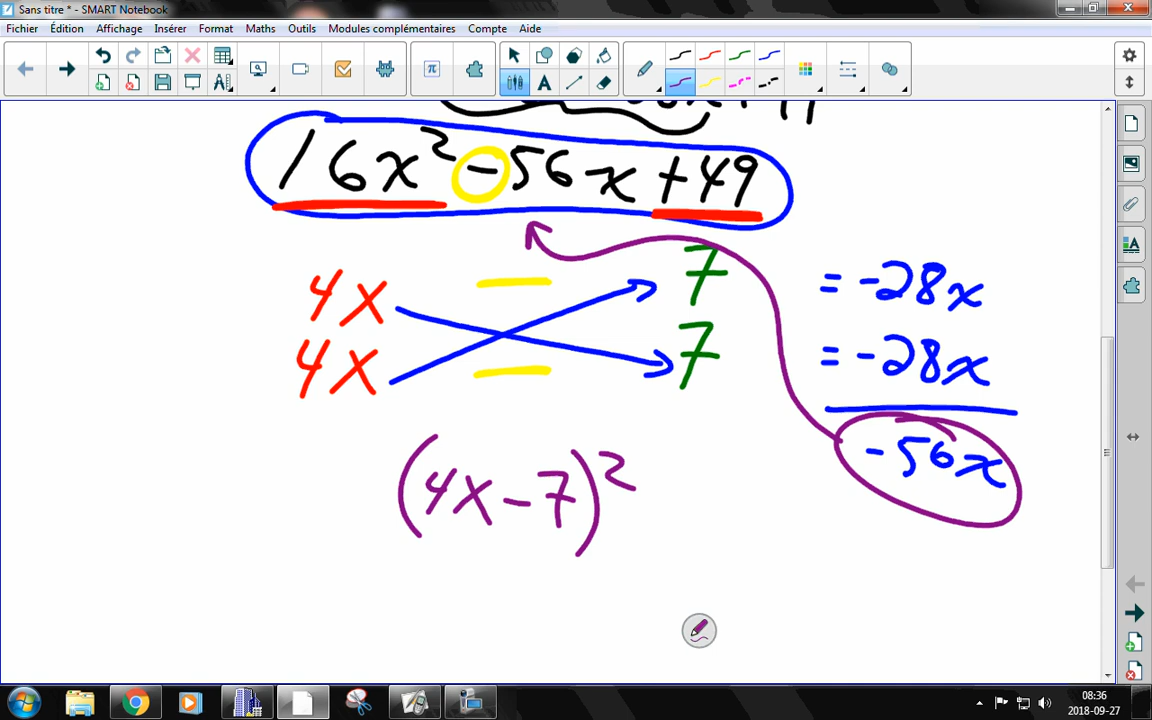 Sans titre * - SMART Notebook
Fichier Édition Affichage Insérer Format Maths Outils Modules complémentaires Compte Aide
16x² - 56x + 49
4x — 7 = -28x
4x — 7 = -28x
-56x
(4x - 7)²
08:36
2018-09-27